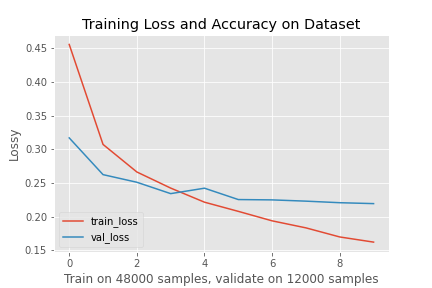 Training Loss and Accuracy on Dataset
0.45
0.40
0.35
0.30
0.25
0.20
0.15
Lossy
train_loss
val_loss
0 2 4 6 8
Train on 48000 samples, validate on 12000 samples